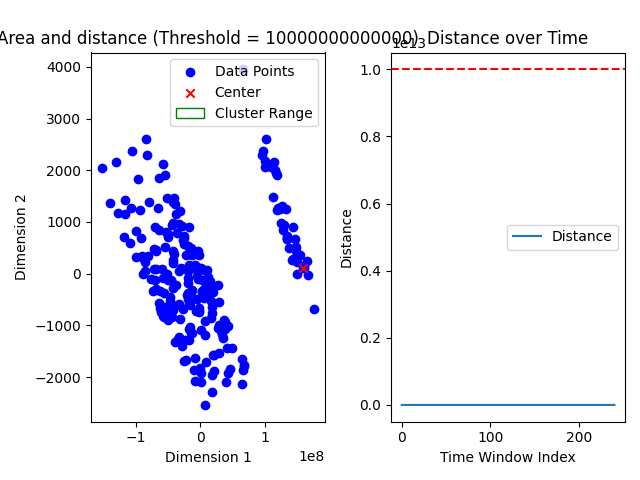 Area and distance (Threshold = 10000000000000)
Distance over Time
1e13
4000
3000
2000
1000
0
−1000
−2000
Dimension 2
Data Points
Center
Cluster Range
−1
0
1
1e8
Dimension 1
1.0
0.8
0.6
0.4
0.2
0.0
Distance
Distance
0
100
200
Time Window Index